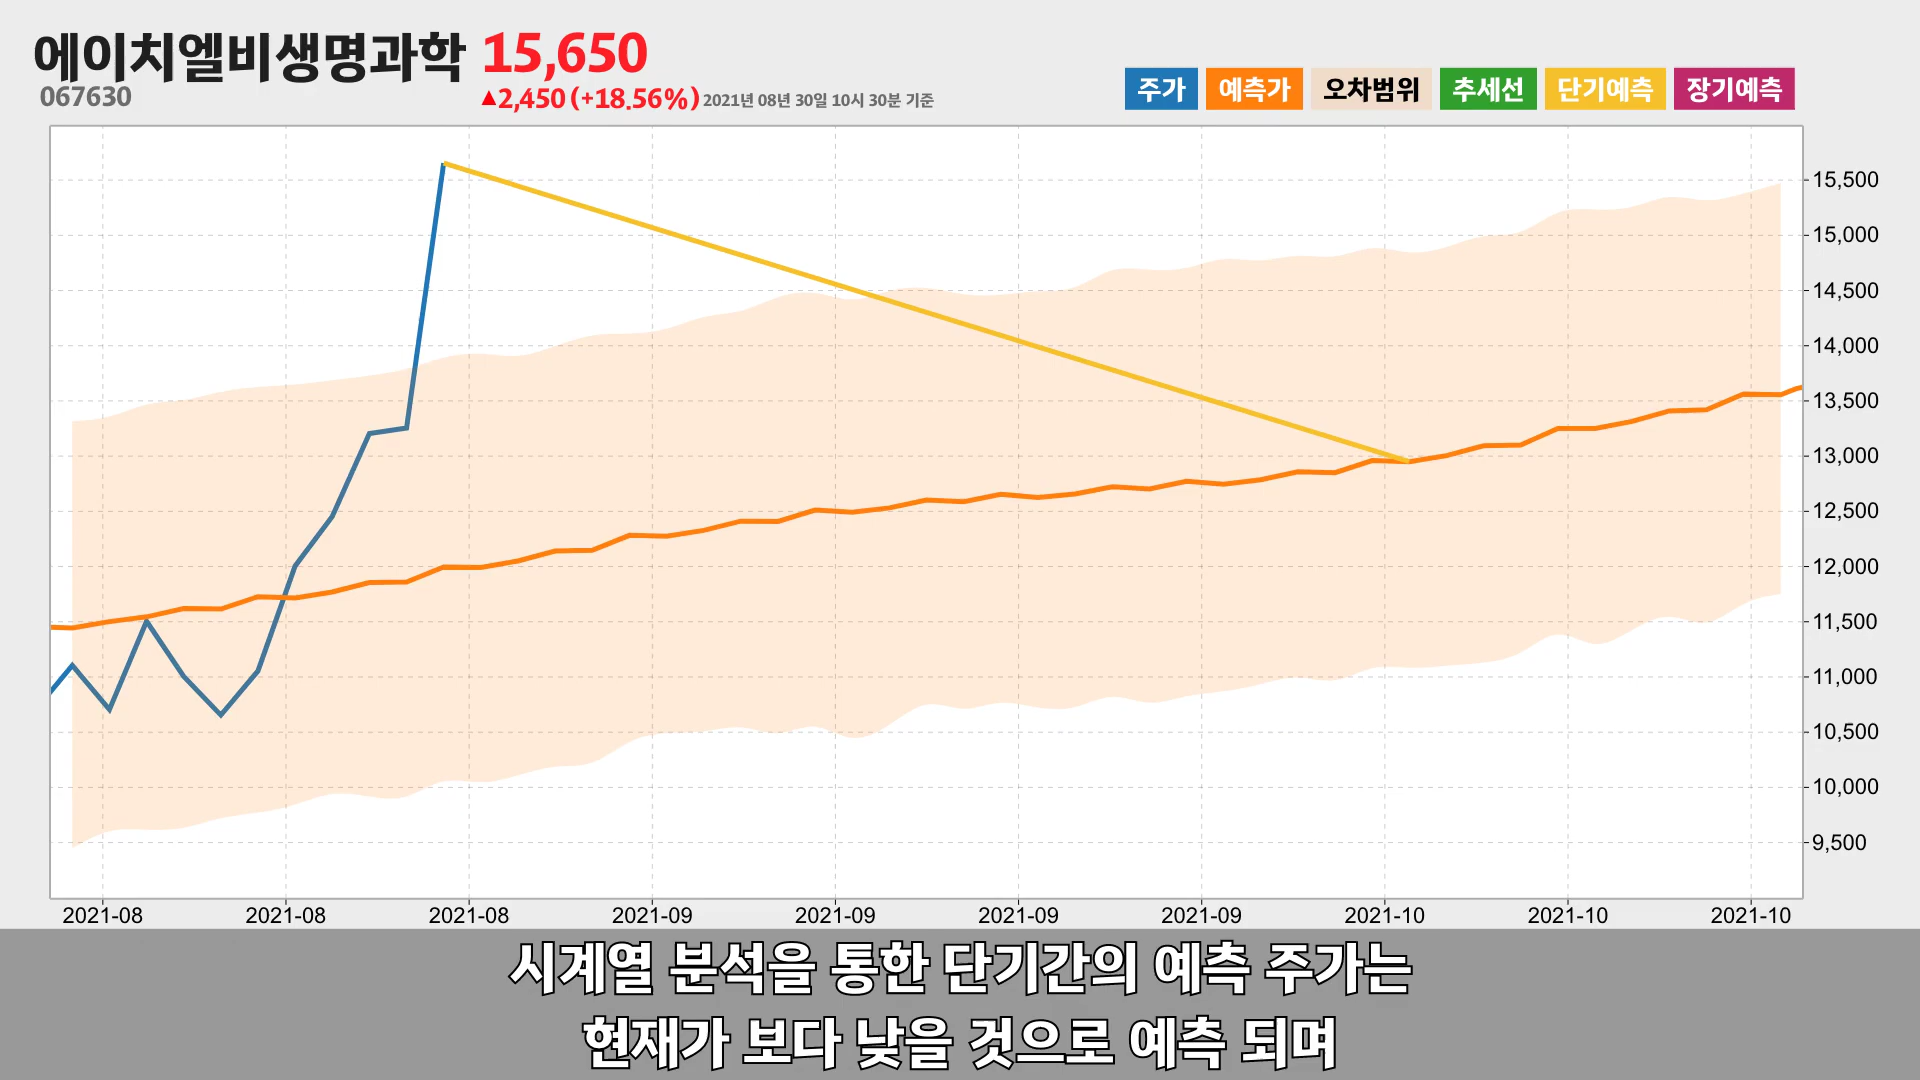 에이치엘비생명과학 15,650
067630
▲2,450 (+18.56%) 2021년 08월 30일 10시 30분 기준
주가 예측가 오차범위 추세선 단기예측 장기예측
15,500
15,000
14,500
14,000
13,500
13,000
12,500
12,000
11,500
11,000
10,500
10,000
9,500
2021-08 2021-08 2021-08 2021-09 2021-09 2021-09 2021-09 2021-10 2021-10 2021-10
시계열 분석을 통한 단기간의 예측 주가는
현재가 보다 낮을 것으로 예측 되며